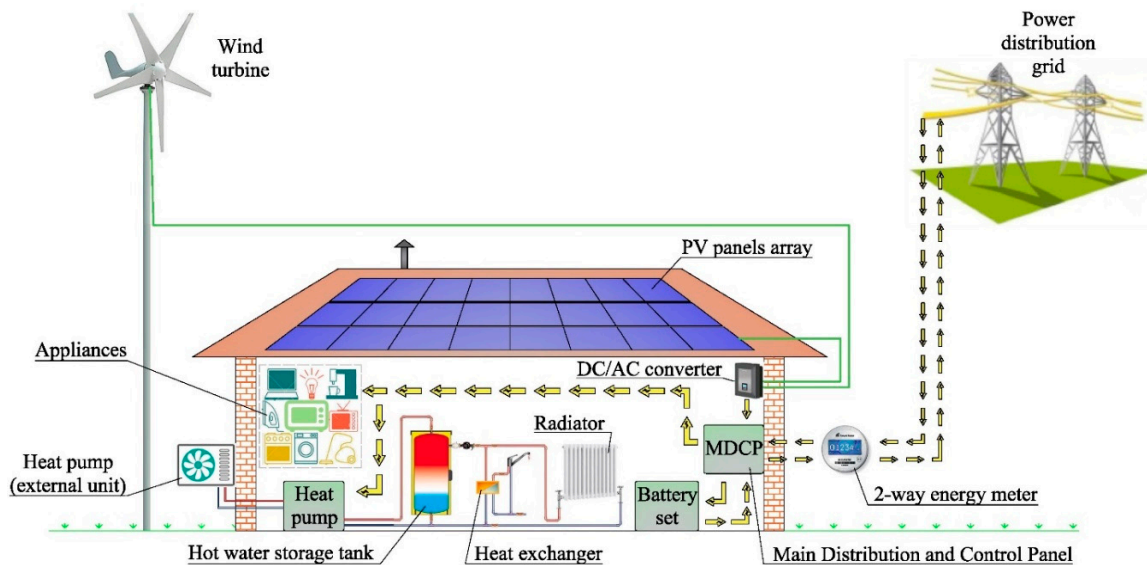 Wind
turbine
Power
distribution
grid
PV panels array
Appliances
DC/AC converter
Radiator
MDCP
Heat pump
(external unit)
Heat
pump
Battery
set
2-way energy meter
Hot water storage tank
Heat exchanger
Main Distribution and Control Panel